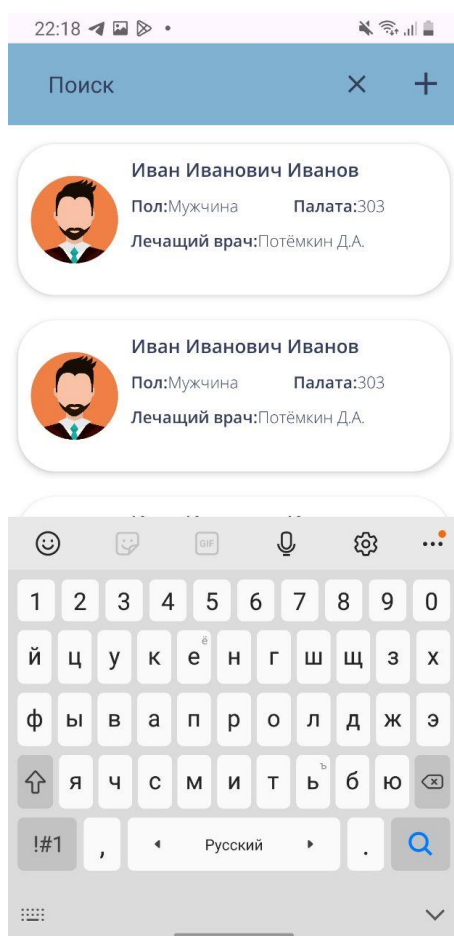 22:18
Поиск
Иван Иванович Иванов
Пол:Мужчина Палата:303
Лечащий врач:Потёмкин Д.А.
Иван Иванович Иванов
Пол:Мужчина Палата:303
Лечащий врач:Потёмкин Д.А.
GIF
1 2 3 4 5 6 7 8 9 0
й ц у к е ё н г ш щ з х
ф ы в а п р о л д ж э
я ч с м и т ь ъ б ю
!#1 , Русский .